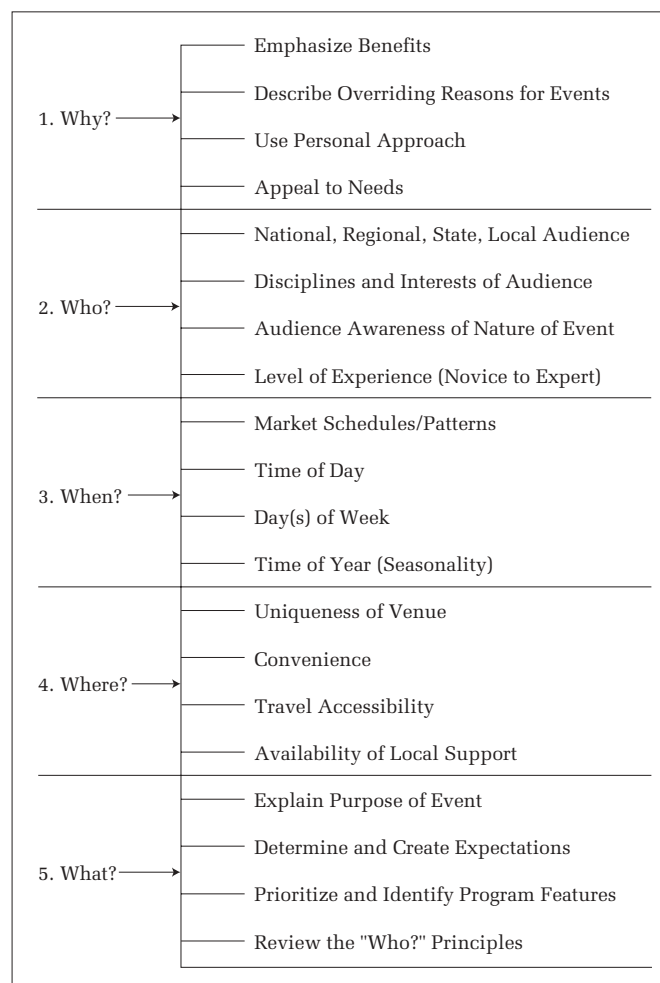 Emphasize Benefits
Describe Overriding Reasons for Events
1. Why?
Use Personal Approach
Appeal to Needs
National, Regional, State, Local Audience
Disciplines and Interests of Audience
2. Who?
Audience Awareness of Nature of Event
Level of Experience (Novice to Expert)
Market Schedules/Patterns
Time of Day
3. When?
Day(s) of Week
Time of Year (Seasonality)
Uniqueness of Venue
Convenience
4. Where?
Travel Accessibility
Availability of Local Support
Explain Purpose of Event
Determine and Create Expectations
5. What?
Prioritize and Identify Program Features
Review the "Who?" Principles